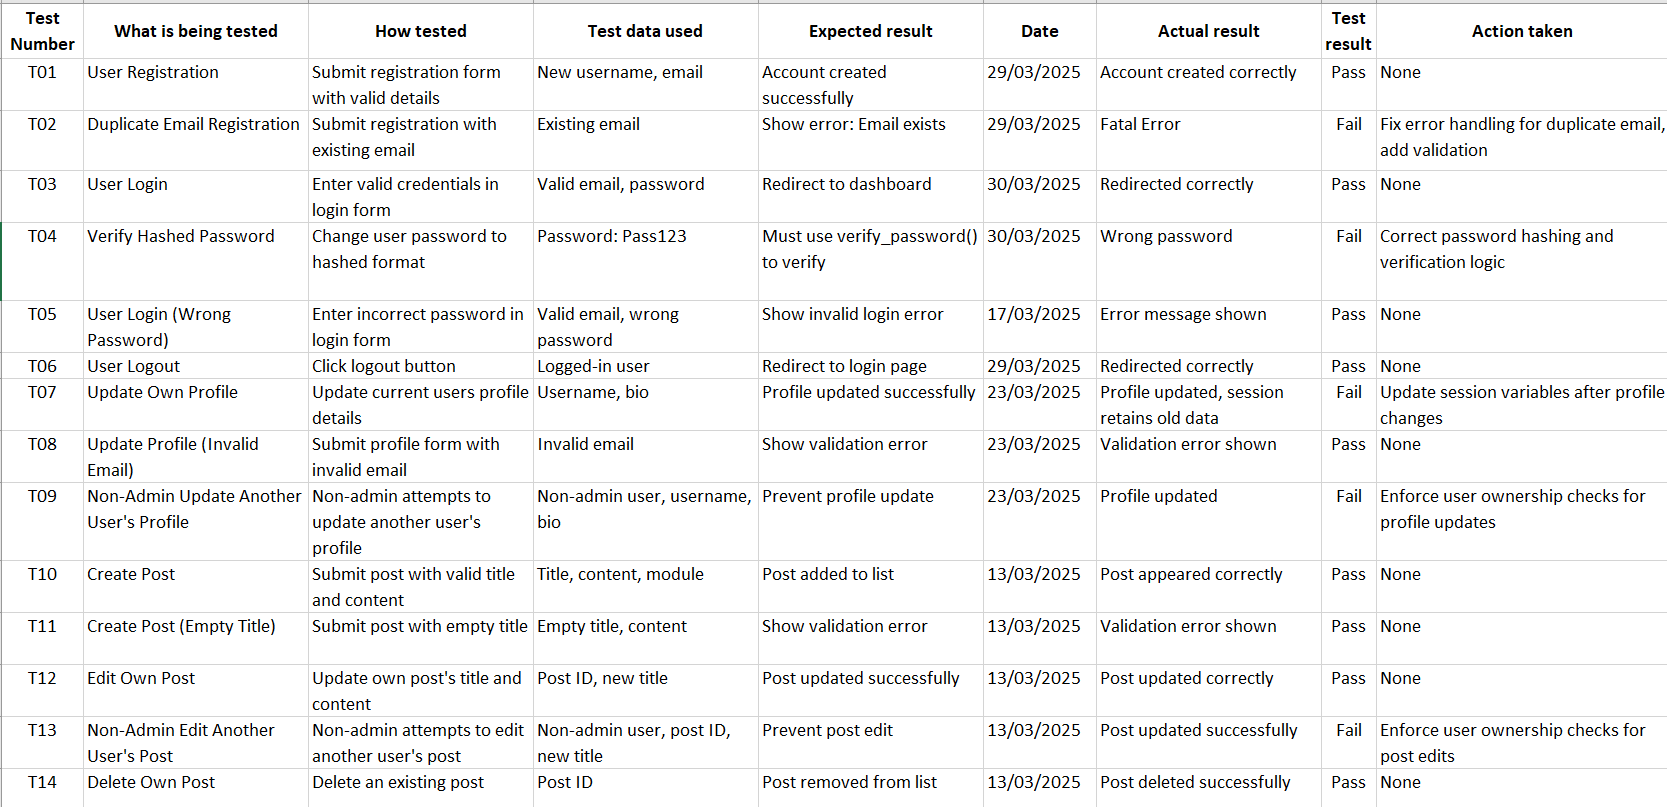 Test Number | What is being tested | How tested | Test data used | Expected result | Date | Actual result | Test result | Action taken
T01 | User Registration | Submit registration form with valid details | New username, email | Account created successfully | 29/03/2025 | Account created correctly | Pass | None
T02 | Duplicate Email Registration | Submit registration with existing email | Existing email | Show error: Email exists | 29/03/2025 | Fatal Error | Fail | Fix error handling for duplicate email, add validation
T03 | User Login | Enter valid credentials in login form | Valid email, password | Redirect to dashboard | 30/03/2025 | Redirected correctly | Pass | None
T04 | Verify Hashed Password | Change user password to hashed format | Password: Pass123 | Must use verify_password() to verify | 30/03/2025 | Wrong password | Fail | Correct password hashing and verification logic
T05 | User Login (Wrong Password) | Enter incorrect password in login form | Valid email, wrong password | Show invalid login error | 17/03/2025 | Error message shown | Pass | None
T06 | User Logout | Click logout button | Logged-in user | Redirect to login page | 29/03/2025 | Redirected correctly | Pass | None
T07 | Update Own Profile | Update current users profile details | Username, bio | Profile updated successfully | 23/03/2025 | Profile updated, session retains old data | Fail | Update session variables after profile changes
T08 | Update Profile (Invalid Email) | Submit profile form with invalid email | Invalid email | Show validation error | 23/03/2025 | Validation error shown | Pass | None
T09 | Non-Admin Update Another User's Profile | Non-admin attempts to update another user's profile | Non-admin user, username, bio | Prevent profile update | 23/03/2025 | Profile updated | Fail | Enforce user ownership checks for profile updates
T10 | Create Post | Submit post with valid title and content | Title, content, module | Post added to list | 13/03/2025 | Post appeared correctly | Pass | None
T11 | Create Post (Empty Title) | Submit post with empty title | Empty title, content | Show validation error | 13/03/2025 | Validation error shown | Pass | None
T12 | Edit Own Post | Update own post's title and content | Post ID, new title | Post updated successfully | 13/03/2025 | Post updated correctly | Pass | None
T13 | Non-Admin Edit Another User's Post | Non-admin attempts to edit another user's post | Non-admin user, post ID, new title | Prevent post edit | 13/03/2025 | Post updated successfully | Fail | Enforce user ownership checks for post edits
T14 | Delete Own Post | Delete an existing post | Post ID | Post removed from list | 13/03/2025 | Post deleted successfully | Pass | None